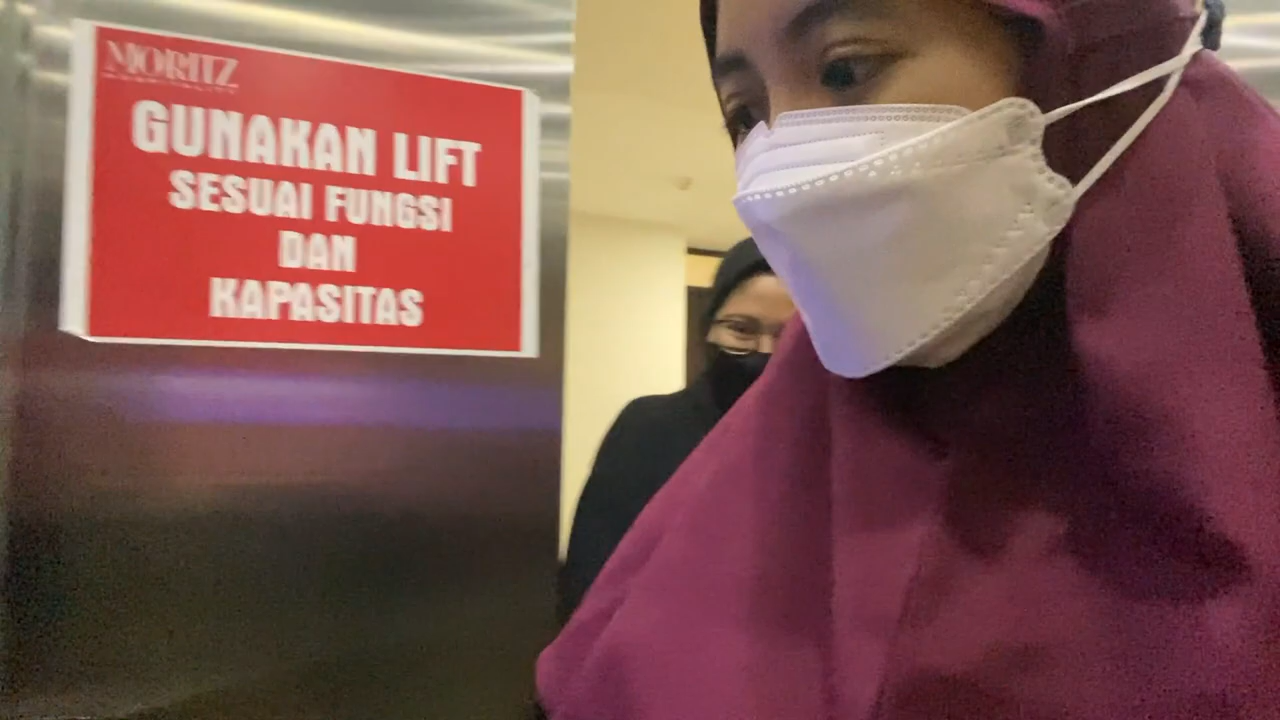 MORITZ
GUNAKAN LIFT
SESUAI FUNGSI
DAN
KAPASITAS